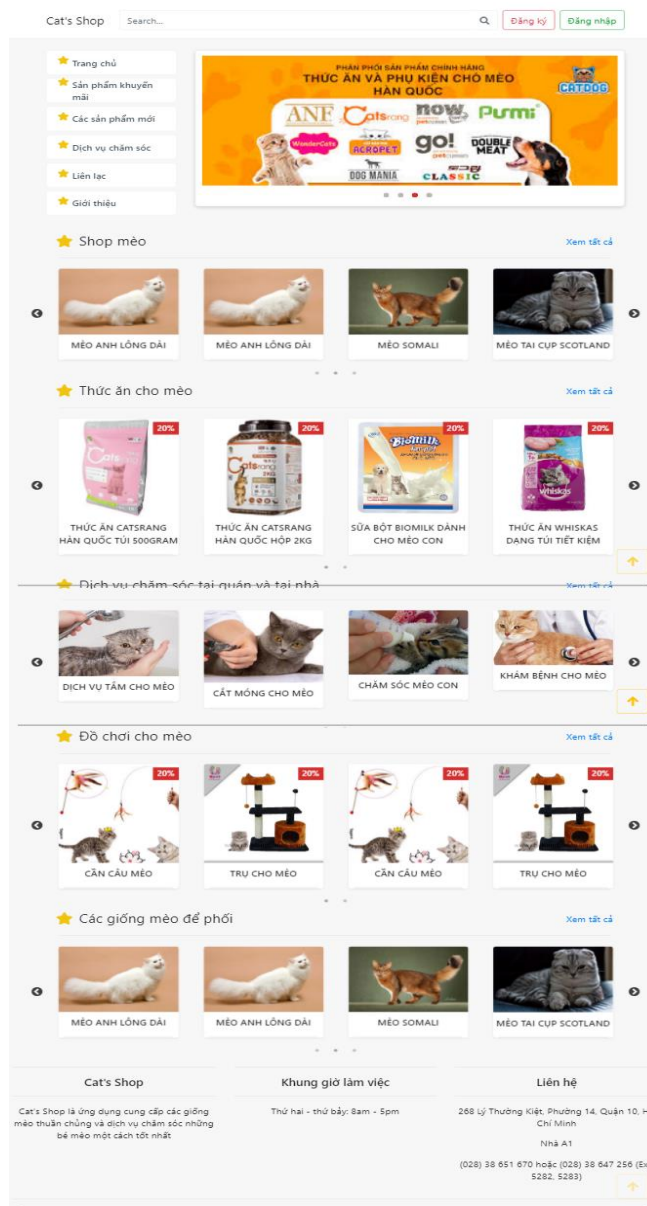 Cat's Shop
Search...
Đăng ký
Đăng nhập
Trang chủ
Sản phẩm khuyến
mãi
Các sản phẩm mới
Dịch vụ chăm sóc
Liên lạc
Giới thiệu
PHÂN PHỐI SẢN PHẨM CHÍNH HÃNG
THỨC ĂN VÀ PHỤ KIỆN CHÓ MÈO
HÀN QUỐC
CATDOG
ANF
Catsrang
now
Purmi
WonderCats
ACROPET
go!
DOUBLE
MEAT
DOG MANIA
CLASSIC
Shop mèo
Xem tất cả
MÈO ANH LÔNG DÀI
MÈO ANH LÔNG DÀI
MÈO SOMALI
MÈO TAI CỤP SCOTLAND
Thức ăn cho mèo
Xem tất cả
20%
20%
20%
20%
Catsrang
Catsrang
2KG
Biomilk
whiskas
THỨC ĂN CATSRANG
HÀN QUỐC TÚI 500GRAM
THỨC ĂN CATSRANG
HÀN QUỐC HỘP 2KG
SỮA BỘT BIOMILK DÀNH
CHO MÈO CON
THỨC ĂN WHISKAS
DẠNG TÚI TIẾT KIỆM
Dịch vụ chăm sóc tại quán và tại nhà
Xem tất cả
DỊCH VỤ TẮM CHO MÈO
CẮT MÓNG CHO MÈO
CHĂM SÓC MÈO CON
KHÁM BỆNH CHO MÈO
Đồ chơi cho mèo
Xem tất cả
20%
20%
20%
20%
CẦN CÂU MÈO
TRỤ CHO MÈO
CẦN CÂU MÈO
TRỤ CHO MÈO
Các giống mèo để phối
Xem tất cả
MÈO ANH LÔNG DÀI
MÈO ANH LÔNG DÀI
MÈO SOMALI
MÈO TAI CỤP SCOTLAND
Cat's Shop
Cat's Shop là ứng dụng cung cấp các giống
mèo thuần chủng và dịch vụ chăm sóc những
bé mèo một cách tốt nhất
Khung giờ làm việc
Thứ hai - thứ bảy: 8am - 5pm
Liên hệ
268 Lý Thường Kiệt, Phường 14, Quận 10, H
Chí Minh
Nhà A1
(028) 38 651 670 hoặc (028) 38 647 256 (Ex
5282, 5283)